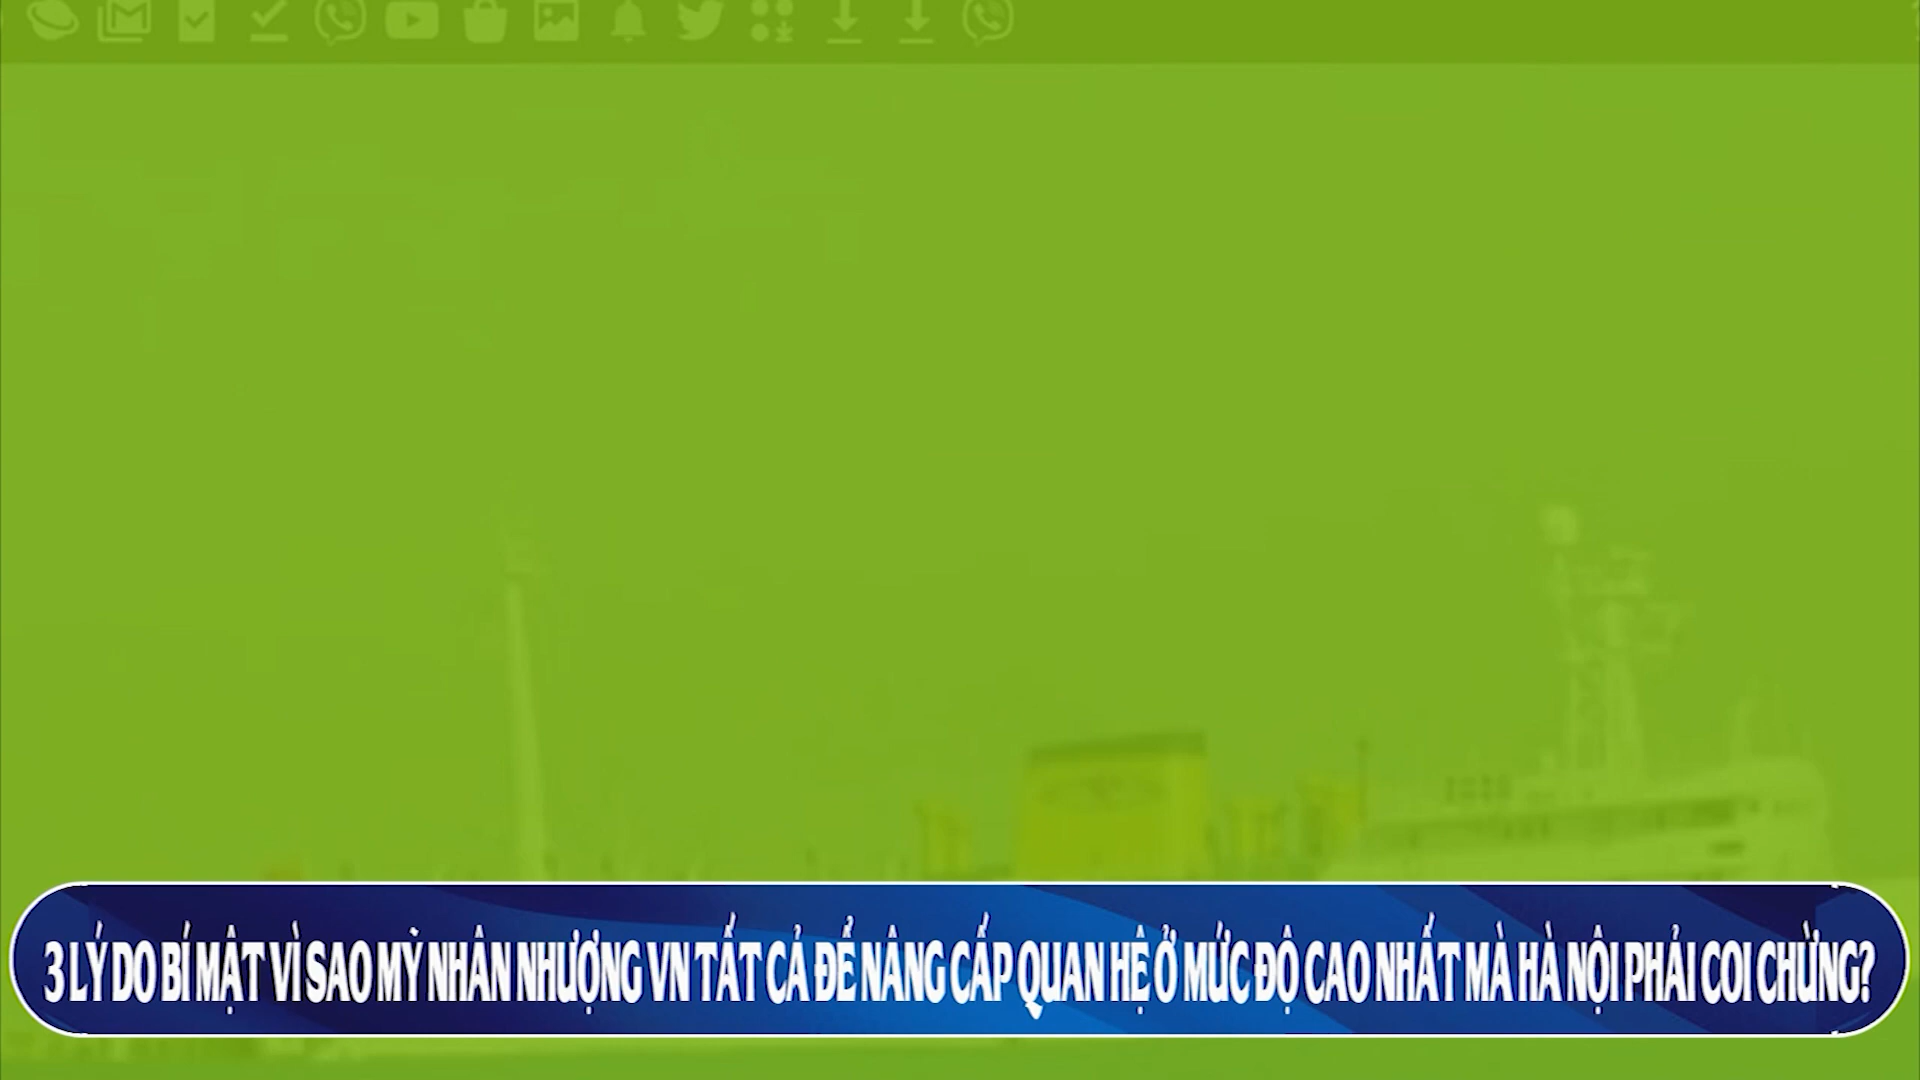 3 LÝ DO BÍ MẬT VÌ SAO MỸ NHÂN NHƯỢNG VN TẤT CẢ ĐỂ NÂNG CẤP QUAN HỆ Ở MỨC ĐỘ CAO NHẤT MÀ HÀ NỘI PHẢI COI CHỪNG?